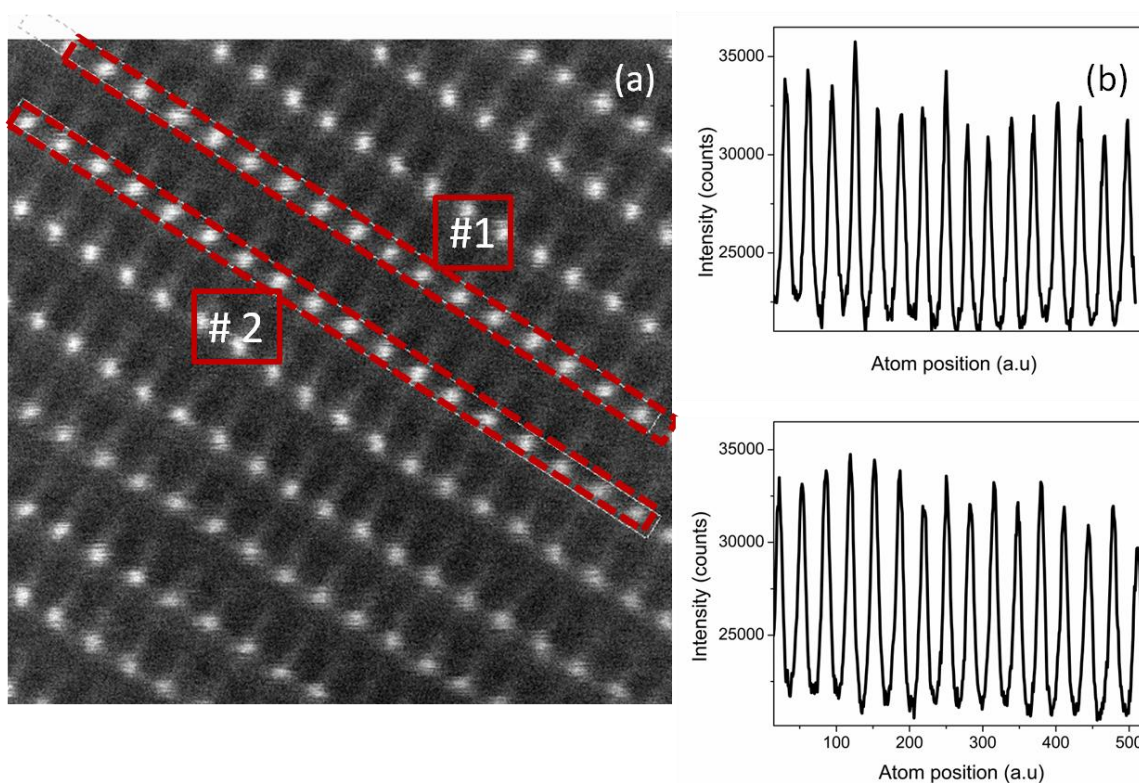 (a)
#1
# 2
(b)
35000
30000
25000
Intensity (counts)
Atom position (a.u)
35000
30000
25000
Intensity (counts)
100 200 300 400 500
Atom position (a.u)